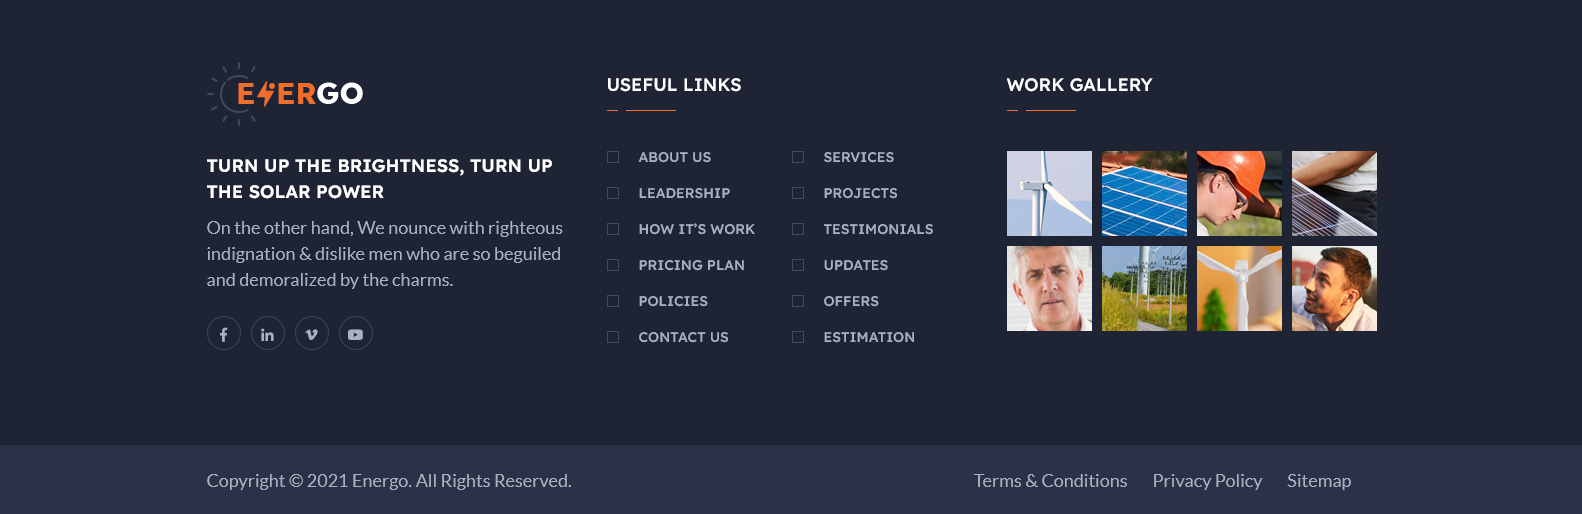 ENERGO
TURN UP THE BRIGHTNESS, TURN UP
THE SOLAR POWER
On the other hand, We nounce with righteous
indignation & dislike men who are so beguiled
and demoralized by the charms.
USEFUL LINKS
ABOUT US
LEADERSHIP
HOW IT’S WORK
PRICING PLAN
POLICIES
CONTACT US
SERVICES
PROJECTS
TESTIMONIALS
UPDATES
OFFERS
ESTIMATION
WORK GALLERY
Copyright © 2021 Energo. All Rights Reserved.
Terms & Conditions Privacy Policy Sitemap